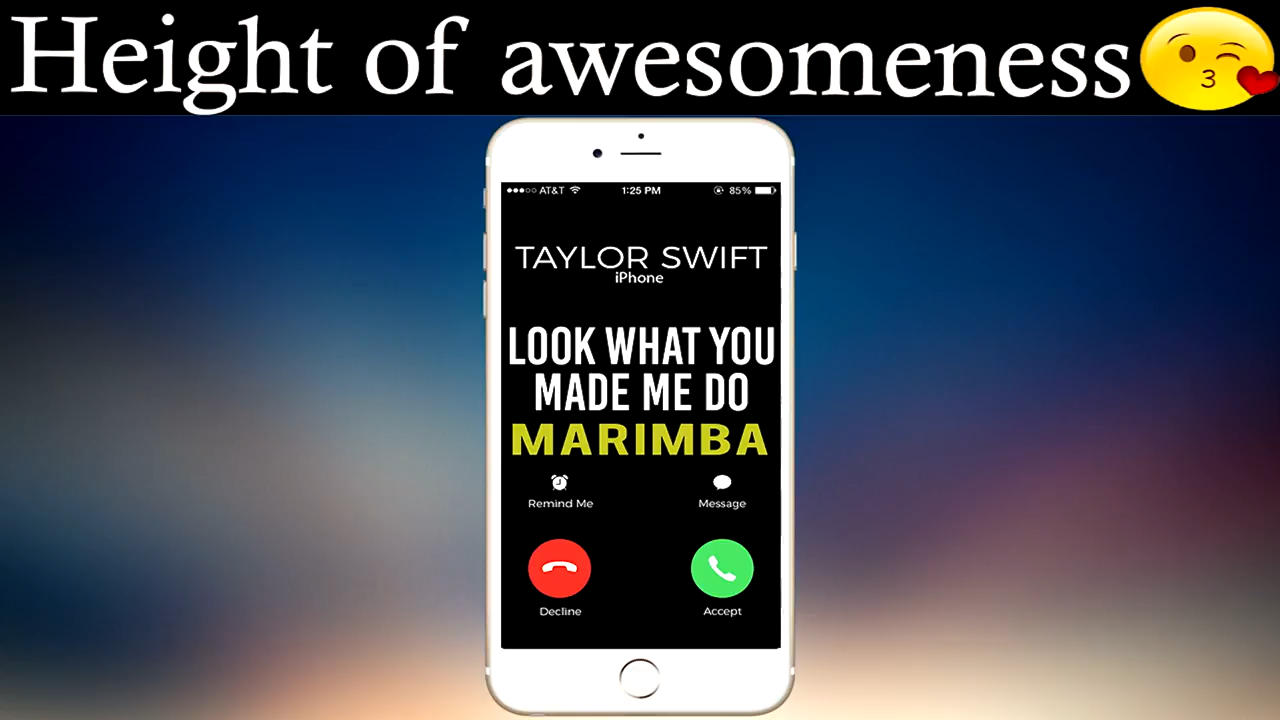 Height of awesomeness
AT&T 1:25 PM 85%
TAYLOR SWIFT
iPhone
LOOK WHAT YOU
MADE ME DO
MARIMBA
Remind Me Message
Decline Accept